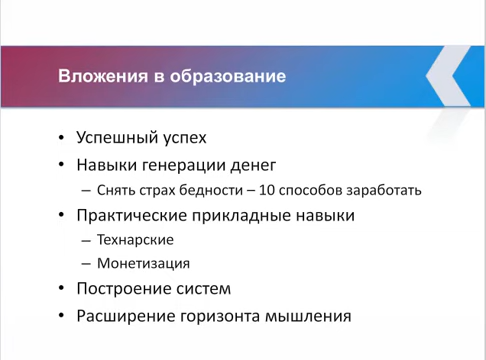 Вложения в образование
• Успешный успех
• Навыки генерации денег
– Снять страх бедности – 10 способов заработать
• Практические прикладные навыки
– Технарские
– Монетизация
• Построение систем
• Расширение горизонта мышления